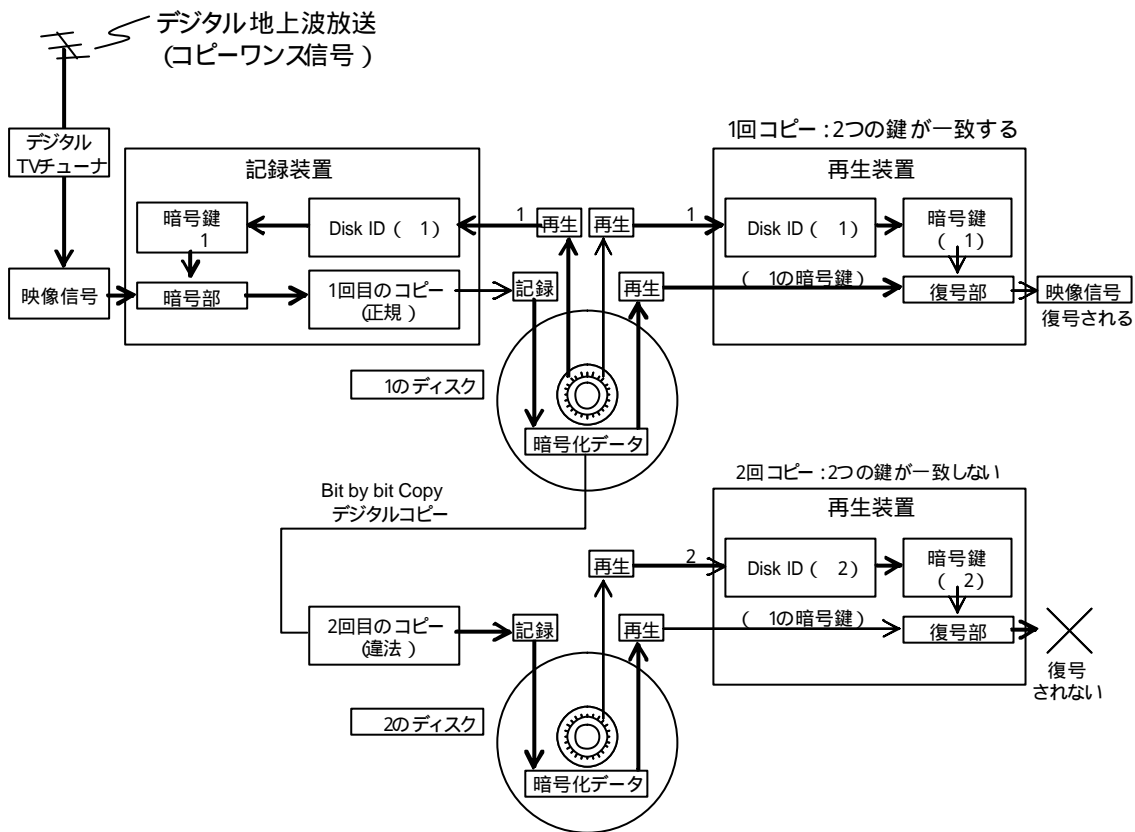 デジタル地上波放送
(コピーワンス信号)
デジタル
TVチューナ
映像信号
記録装置
暗号鍵
1
Disk ID ( 1)
暗号部
1回目のコピー
(正規)
1
再生
再生
1
記録
再生
1回コピー:2つの鍵が一致する
再生装置
Disk ID ( 1)
暗号鍵
( 1)
( 1の暗号鍵)
復号部
映像信号
復号される
1のディスク
暗号化データ
Bit by bit Copy
デジタルコピー
2回コピー:2つの鍵が一致しない
再生装置
再生
2
Disk ID ( 2)
暗号鍵
( 2)
2回目のコピー
(違法)
記録
再生
( 1の暗号鍵)
復号部
復号
されない
2のディスク
暗号化データ